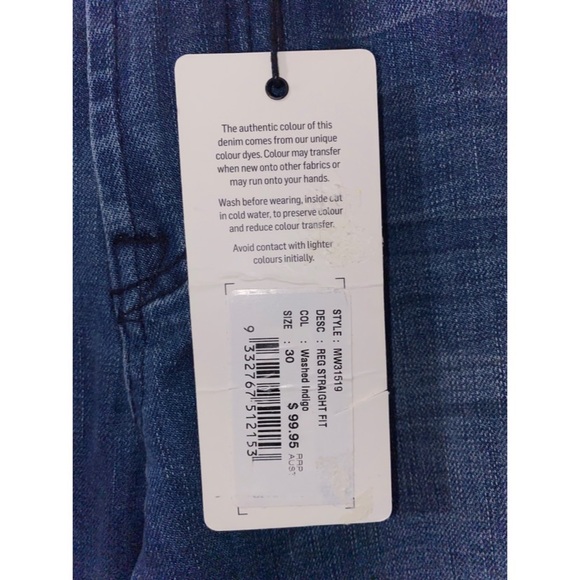 The authentic colour of this
denim comes from our unique
colour dyes. Colour may transfer
when new onto other fabrics or
may run onto your hands.
Wash before wearing, inside out
in cold water, to preserve colour
and reduce colour transfer.
Avoid contact with lighter
colours initially.
STYLE : MW31519
DESC : REG STRAIGHT FIT
COL : Washed Indigo
SIZE : 30
$ 99.95 RRP
AUST
9 332767 512153